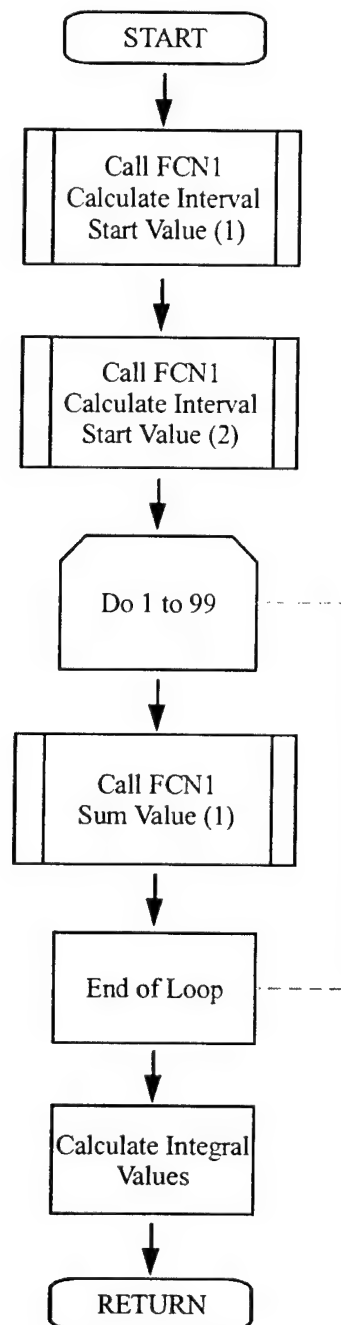 START
Call FCN1
Calculate Interval
Start Value (1)
Call FCN1
Calculate Interval
Start Value (2)
Do 1 to 99
Call FCN1
Sum Value (1)
End of Loop
Calculate Integral
Values
RETURN